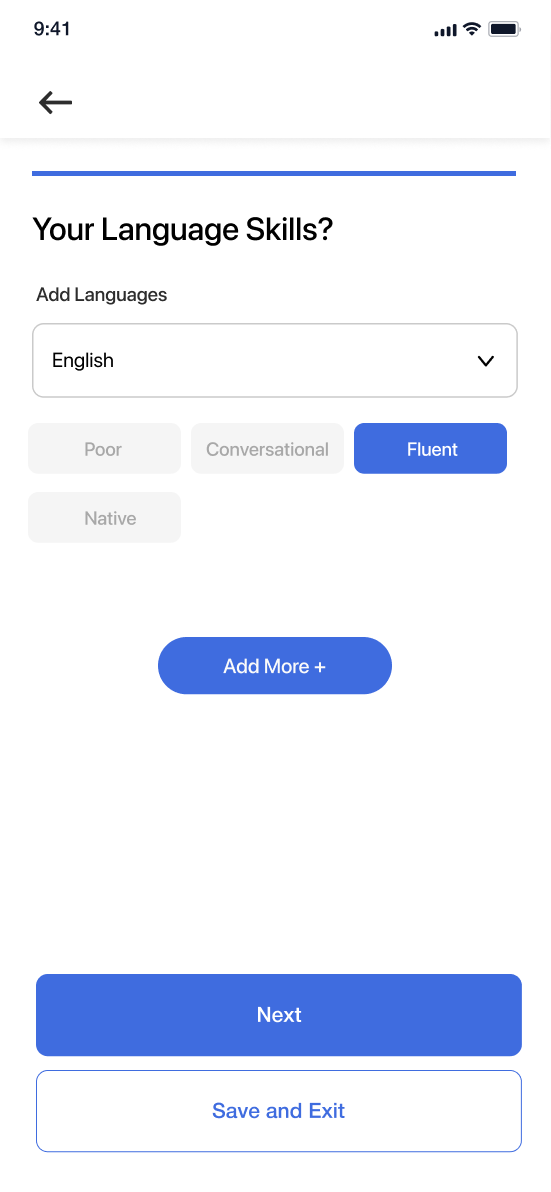 9:41
Your Language Skills?
Add Languages
English
Poor Conversational Fluent
Native
Add More +
Next
Save and Exit